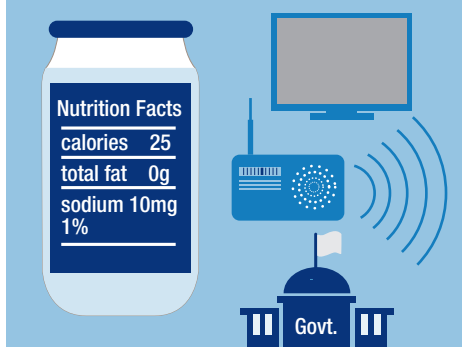 Nutrition Facts
calories 25
total fat 0g
sodium 10mg
1%
Govt.